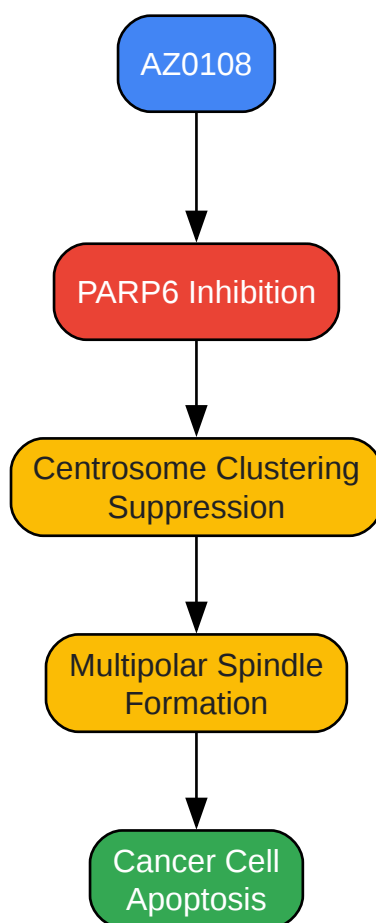 AZ0108
PARP6 Inhibition
Centrosome Clustering
Suppression
Multipolar Spindle
Formation
Cancer Cell
Apoptosis